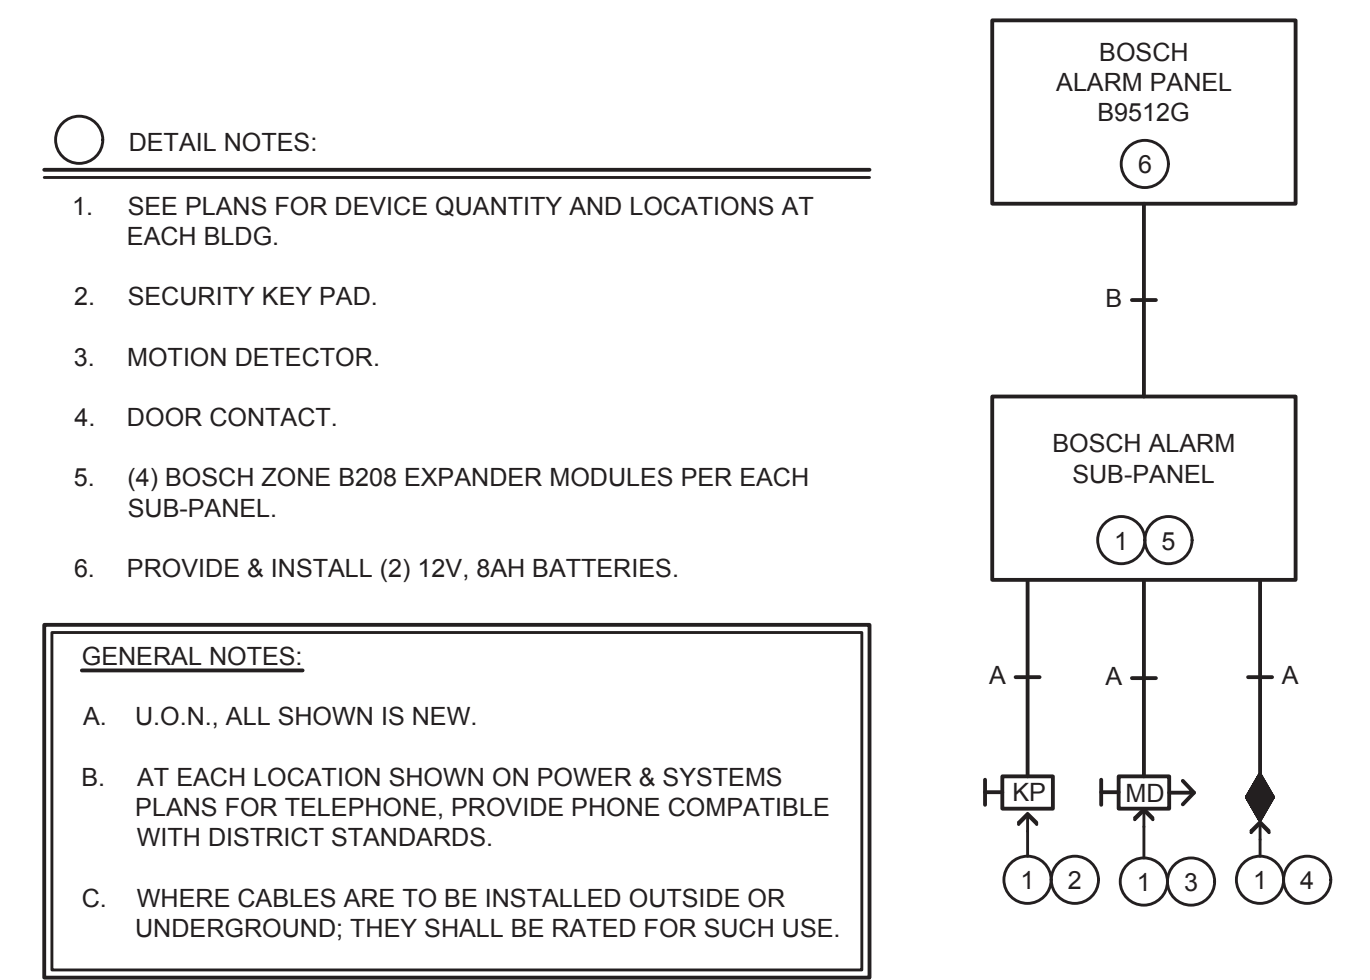 DETAIL NOTES:
1. SEE PLANS FOR DEVICE QUANTITY AND LOCATIONS AT
EACH BLDG.
2. SECURITY KEY PAD.
3. MOTION DETECTOR.
4. DOOR CONTACT.
5. (4) BOSCH ZONE B208 EXPANDER MODULES PER EACH
SUB-PANEL.
6. PROVIDE & INSTALL (2) 12V, 8AH BATTERIES.
GENERAL NOTES:
A. U.O.N., ALL SHOWN IS NEW.
B. AT EACH LOCATION SHOWN ON POWER & SYSTEMS
PLANS FOR TELEPHONE, PROVIDE PHONE COMPATIBLE
WITH DISTRICT STANDARDS.
C. WHERE CABLES ARE TO BE INSTALLED OUTSIDE OR
UNDERGROUND; THEY SHALL BE RATED FOR SUCH USE.
BOSCH
ALARM PANEL
B9512G
6
B
BOSCH ALARM
SUB-PANEL
1 5
A A A
KP MD
1 2 1 3 1 4